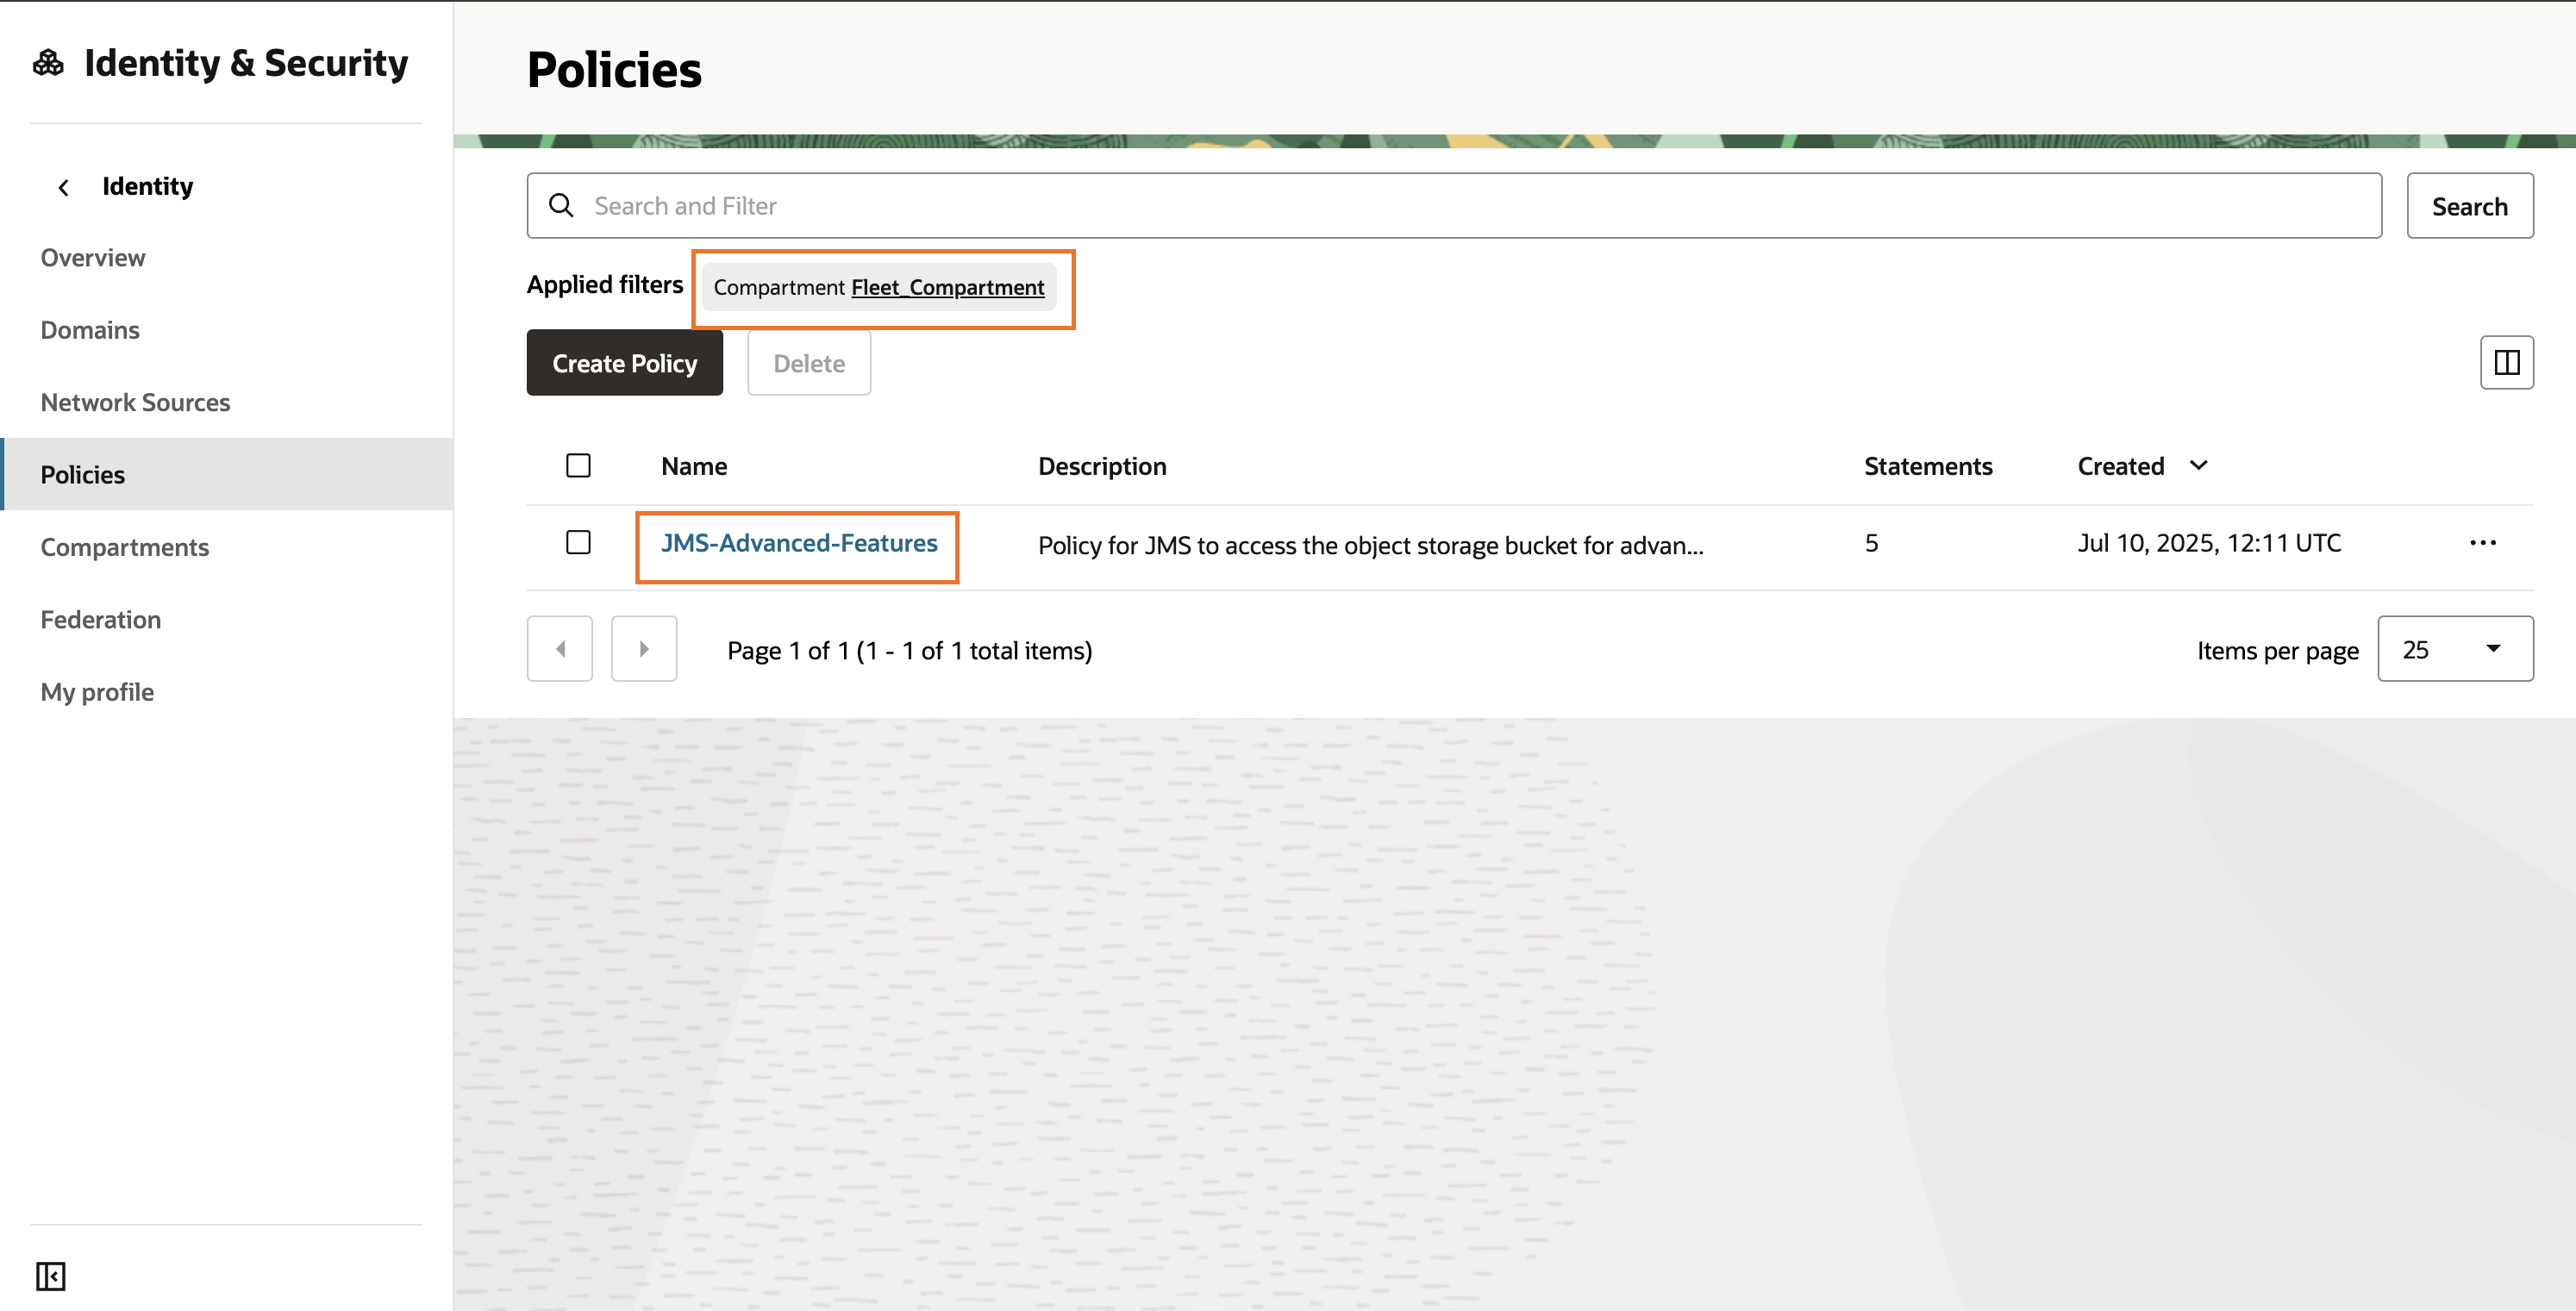 Identity & Security
Identity
Overview
Domains
Network Sources
Policies
Compartments
Federation
My profile
Policies
Search and Filter
Search
Applied filters Compartment Fleet_Compartment
Create Policy Delete
Name Description Statements Created
JMS-Advanced-Features Policy for JMS to access the object storage bucket for advan... 5 Jul 10, 2025, 12:11 UTC
Page 1 of 1 (1 - 1 of 1 total items) Items per page 25